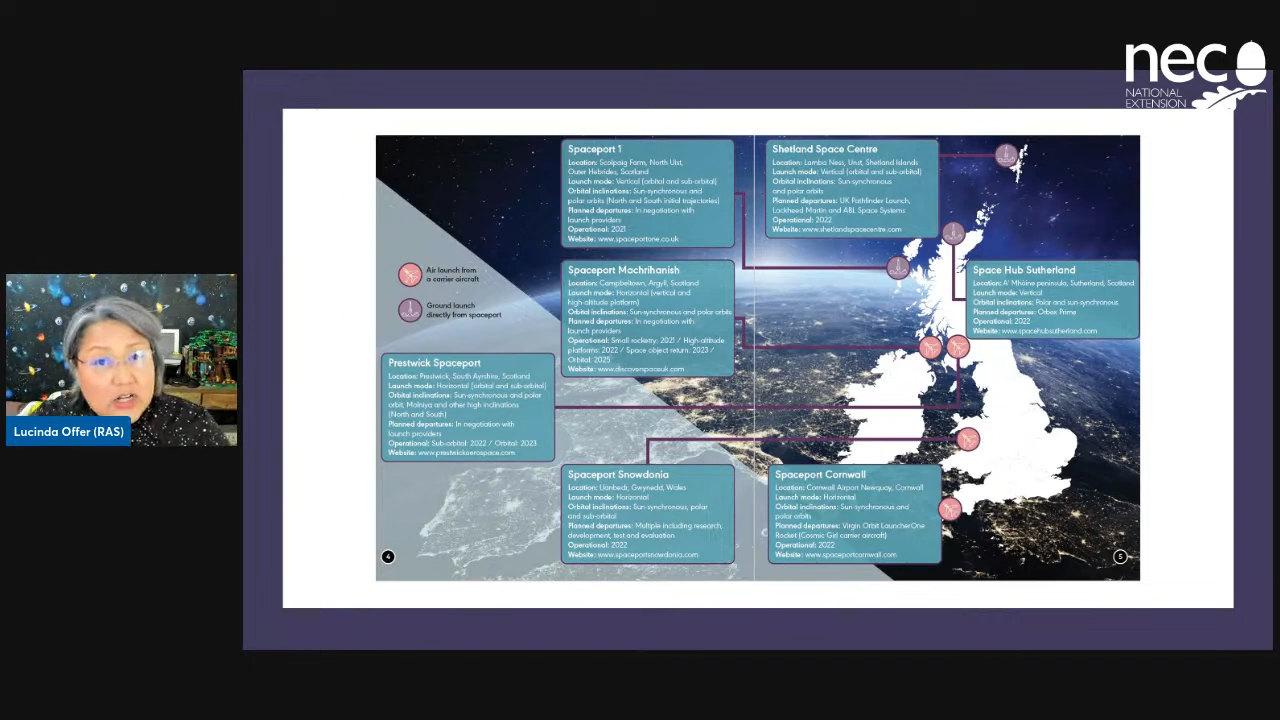 nec
NATIONAL
EXTENSION
Spaceport 1
Location: Scolpaig Farm, North Uist,
Outer Hebrides, Scotland
Launch mode: Vertical (orbital and sub-orbital)
Orbital inclinations: Sun-synchronous and
polar orbits (North and South initial trajectories)
Planned departures: In negotiation with
launch providers
Operational: 2021
Website: www.spaceportone.co.uk
Shetland Space Centre
Location: Lamba Ness, Unst, Shetland Islands
Launch mode: Vertical (orbital and sub-orbital)
Orbital inclinations: Sun-synchronous
and polar orbits
Planned departures: UK Pathfinder Launch,
Lockheed Martin and ABL Space Systems
Operational: 2022
Website: www.shetlandspacecentre.com
Air launch from
a carrier aircraft
Ground launch
directly from spaceport
Spaceport Machrihanish
Location: Campbeltown, Argyll, Scotland
Launch mode: Horizontal (vertical and
high-altitude platform)
Orbital inclinations: Sun-synchronous and polar orbits
Planned departures: In negotiation with
launch providers
Operational: Small rocketry: 2021 / High-altitude
platforms: 2022 / Space object return: 2023 /
Orbital: 2025
Website: www.discoverspaceuk.com
Space Hub Sutherland
Location: A' Mhòine peninsula, Sutherland, Scotland
Launch mode: Vertical
Orbital inclinations: Polar and sun-synchronous
Planned departures: Orbex Prime
Operational: 2022
Website: www.spacehubsutherland.com
Prestwick Spaceport
Location: Prestwick, South Ayrshire, Scotland
Launch mode: Horizontal (orbital and sub-orbital)
Orbital inclinations: Sun-synchronous and polar
orbit, Molniya and other high inclinations
(North and South)
Planned departures: In negotiation with
launch providers
Operational: Sub-orbital: 2022 / Orbital: 2023
Website: www.prestwickaerospace.com
Lucinda Offer (RAS)
Spaceport Snowdonia
Location: Llanbedr, Gwynedd, Wales
Launch mode: Horizontal
Orbital inclinations: Sun-synchronous, polar
and sub-orbital
Planned departures: Multiple including research,
development, test and evaluation
Operational: 2022
Website: www.spaceportsnowdonia.com
Spaceport Cornwall
Location: Cornwall Airport Newquay, Cornwall
Launch mode: Horizontal
Orbital inclinations: Sun-synchronous and
polar orbits
Planned departures: Virgin Orbit LauncherOne
Rocket (Cosmic Girl carrier aircraft)
Operational: 2022
Website: www.spaceportcornwall.com
4
5